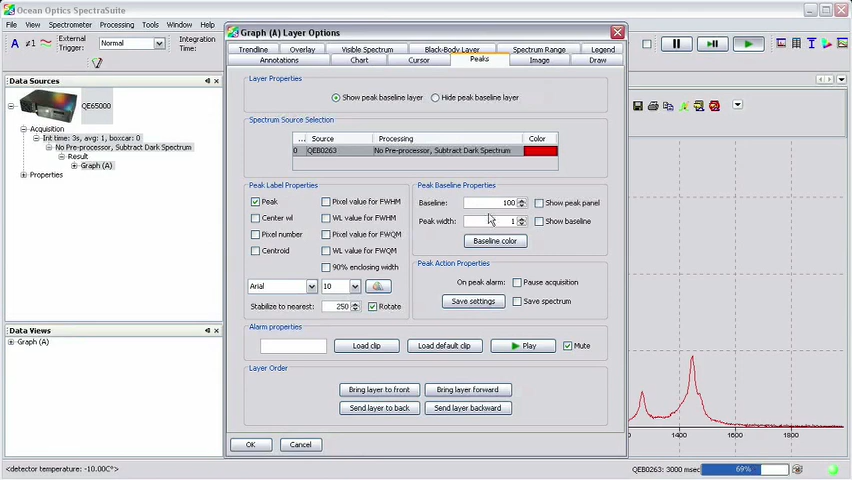 Ocean Optics SpectraSuite
File Spectrometer Processing Tools Window Help
A ≠1 External Trigger: Normal Integration Time:
Data Sources
QE65000
Acquisition
Int time: 3s, avg: 1, boxcar: 0
No Pre-processor, Subtract Dark Spectrum
Result
Graph (A)
Properties
Data Views
Graph (A)
Graph (A) Layer Options
Trendline Overlay Visible Spectrum Black-Body Layer Spectrum Range Legend
Annotations Chart Cursor Peaks Image Draw
Layer Properties
Show peak baseline layer Hide peak baseline layer
Spectrum Source Selection
... Source Processing Color
0 QEB0263 No Pre-processor, Subtract Dark Spectrum
Peak Label Properties
Peak Pixel value for FWHM
Center wl WL value for FWHM
Pixel number Pixel value for FWQM
Centroid WL value for FWQM
90% enclosing width
Arial 10
Stabilize to nearest: 250 Rotate
Peak Baseline Properties
Baseline: 100 Show peak panel
Peak width: 1 Show baseline
Baseline color
Peak Action Properties
On peak alarm: Pause acquisition
Save settings Save spectrum
Alarm properties
Load clip Load default clip Play Mute
Layer Order
Bring layer to front Bring layer forward
Send layer to back Send layer backward
OK Cancel
1400 1600 1800
<detector temperature: -10.00C°>
QEB0263: 3000 msec 69%